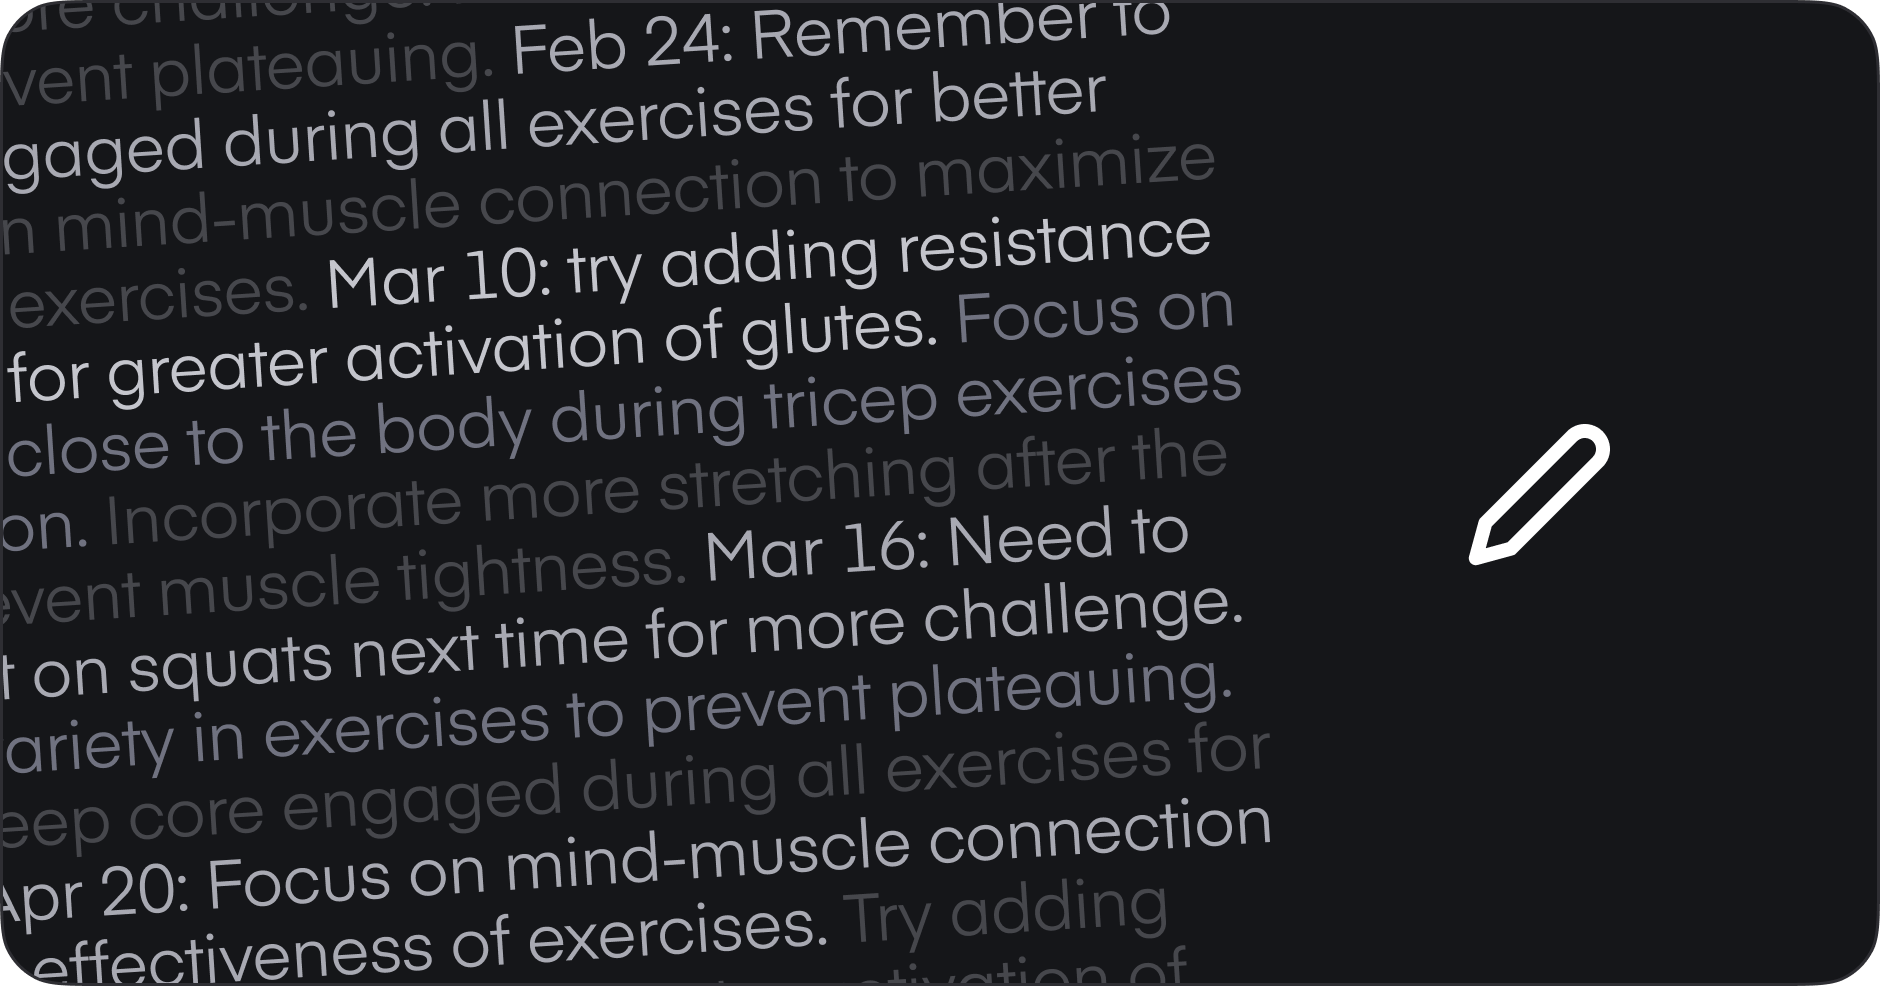 ore challenge.
vent plateauing. Feb 24: Remember to
gaged during all exercises for better
n mind-muscle connection to maximize
exercises. Mar 10: try adding resistance
for greater activation of glutes. Focus on
close to the body during tricep exercises
on. Incorporate more stretching after the
event muscle tightness. Mar 16: Need to
t on squats next time for more challenge.
ariety in exercises to prevent plateauing.
eep core engaged during all exercises for
Apr 20: Focus on mind-muscle connection
effectiveness of exercises. Try adding
ctivation of